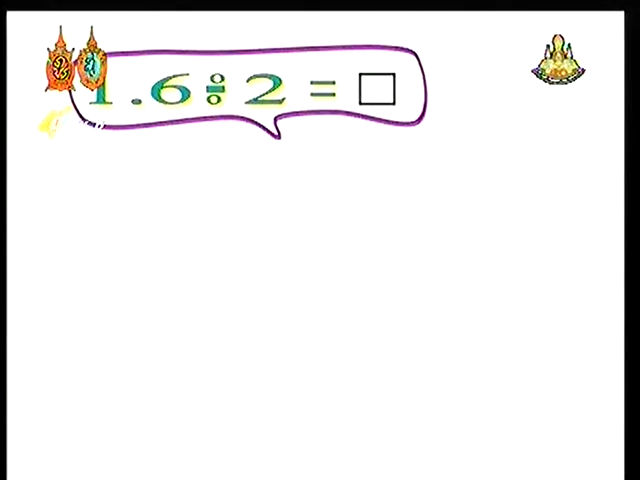 1.6 ÷ 2 = □